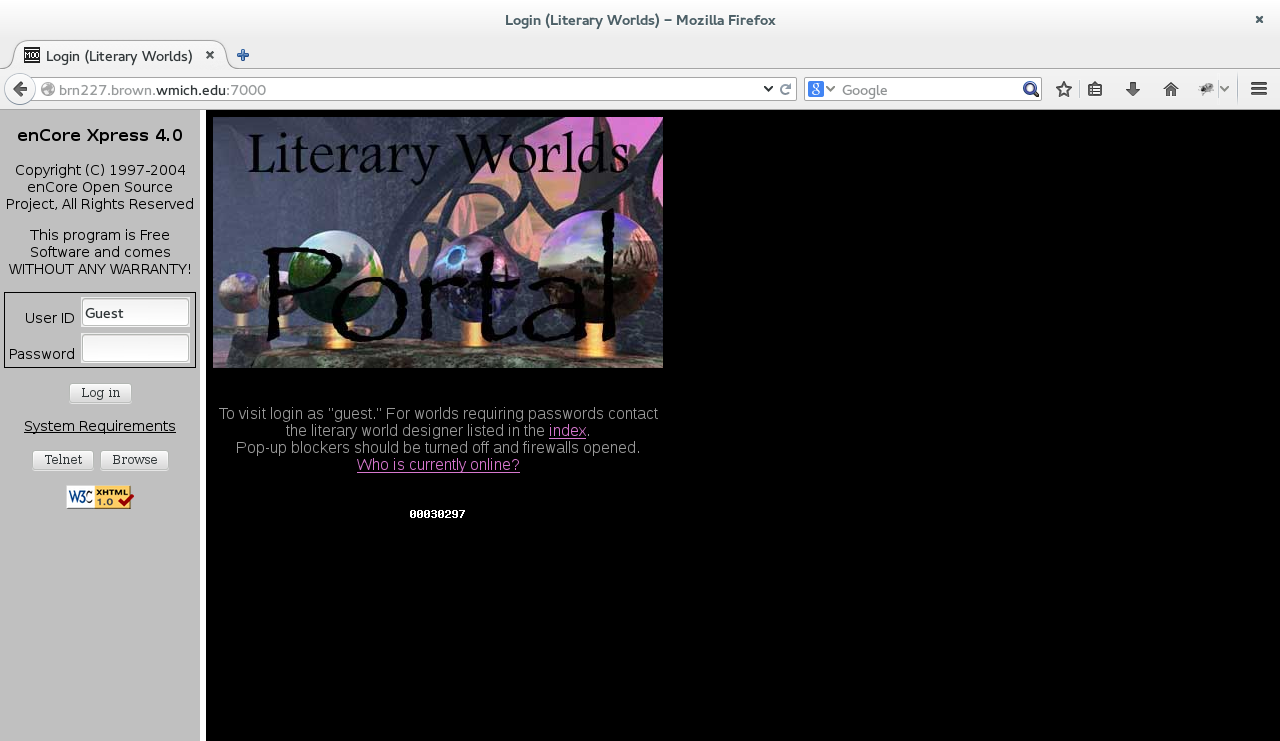 Login (Literary Worlds) – Mozilla Firefox
MOO Login (Literary Worlds)
brn227.brown.wmich.edu:7000
8 Google
enCore Xpress 4.0
Copyright (C) 1997-2004
enCore Open Source
Project, All Rights Reserved
This program is Free
Software and comes
WITHOUT ANY WARRANTY!
User ID Guest
Password
Log in
System Requirements
Telnet Browse
W3C XHTML 1.0
Literary Worlds
Portal
To visit login as "guest." For worlds requiring passwords contact
the literary world designer listed in the index.
Pop-up blockers should be turned off and firewalls opened.
Who is currently online?
00030297